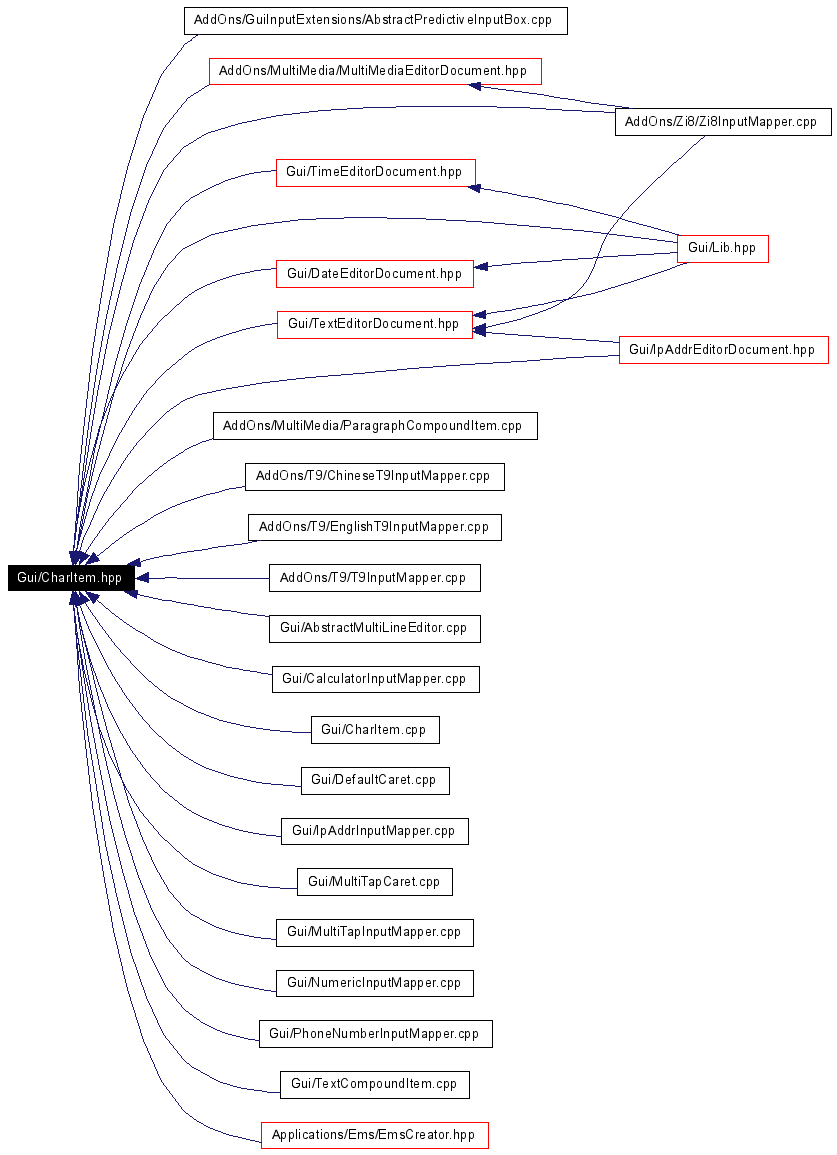 AddOns/GuiInputExtensions/AbstractPredictiveInputBox.cpp
AddOns/MultiMedia/MultiMediaEditorDocument.hpp
AddOns/Zi8/Zi8InputMapper.cpp
Gui/TimeEditorDocument.hpp
Gui/Lib.hpp
Gui/DateEditorDocument.hpp
Gui/TextEditorDocument.hpp
Gui/IpAddrEditorDocument.hpp
AddOns/MultiMedia/ParagraphCompoundItem.cpp
AddOns/T9/ChineseT9InputMapper.cpp
AddOns/T9/EnglishT9InputMapper.cpp
Gui/CharItem.hpp
AddOns/T9/T9InputMapper.cpp
Gui/AbstractMultiLineEditor.cpp
Gui/CalculatorInputMapper.cpp
Gui/CharItem.cpp
Gui/DefaultCaret.cpp
Gui/IpAddrInputMapper.cpp
Gui/MultiTapCaret.cpp
Gui/MultiTapInputMapper.cpp
Gui/NumericInputMapper.cpp
Gui/PhoneNumberInputMapper.cpp
Gui/TextCompoundItem.cpp
Applications/Ems/EmsCreator.hpp